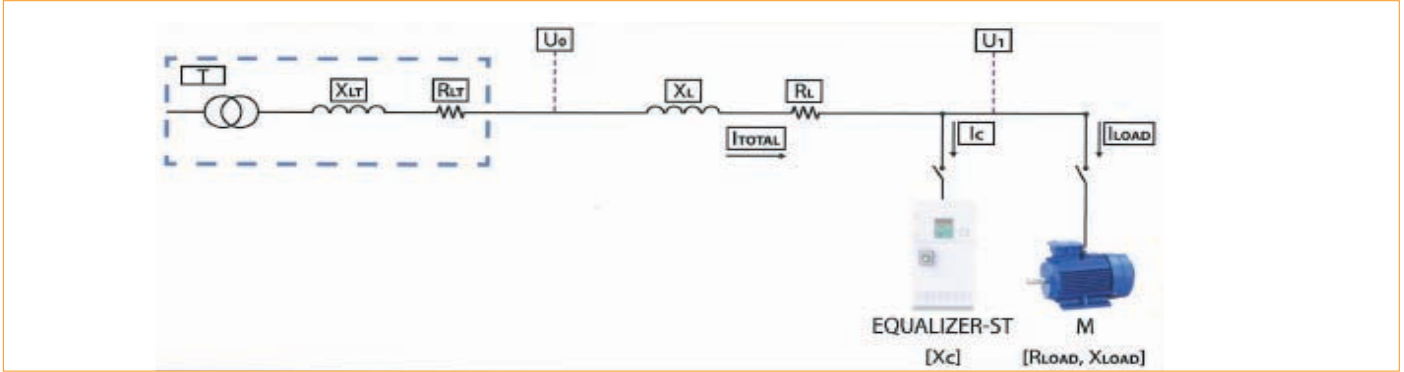 U₀
U₁
T
XLT
RLT
XL
RL
ITOTAL
IC
ILOAD
EQUALIZER-ST
M
[XC]
[RLOAD, XLOAD]